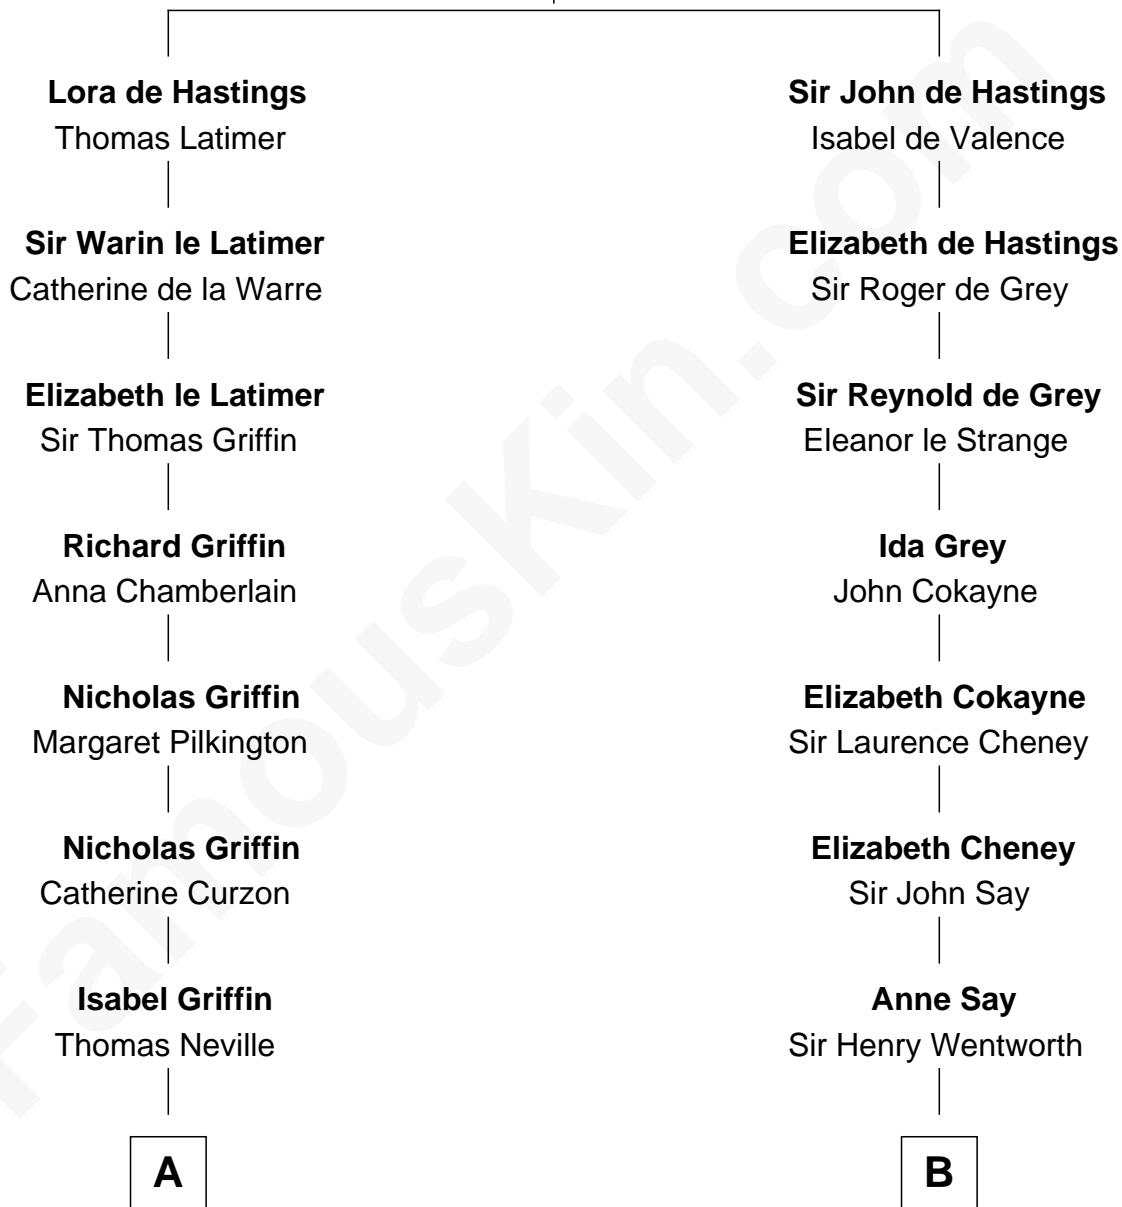 Lora de Hastings
Thomas Latimer
Sir Warin le Latimer
Catherine de la Warre
Elizabeth le Latimer
Sir Thomas Griffin
Richard Griffin
Anna Chamberlain
Nicholas Griffin
Margaret Pilkington
Nicholas Griffin
Catherine Curzon
Isabel Griffin
Thomas Neville
A
Sir John de Hastings
Isabel de Valence
Elizabeth de Hastings
Sir Roger de Grey
Sir Reynold de Grey
Eleanor le Strange
Ida Grey
John Cokayne
Elizabeth Cokayne
Sir Laurence Cheney
Elizabeth Cheney
Sir John Say
Anne Say
Sir Henry Wentworth
B
FamousKin.com